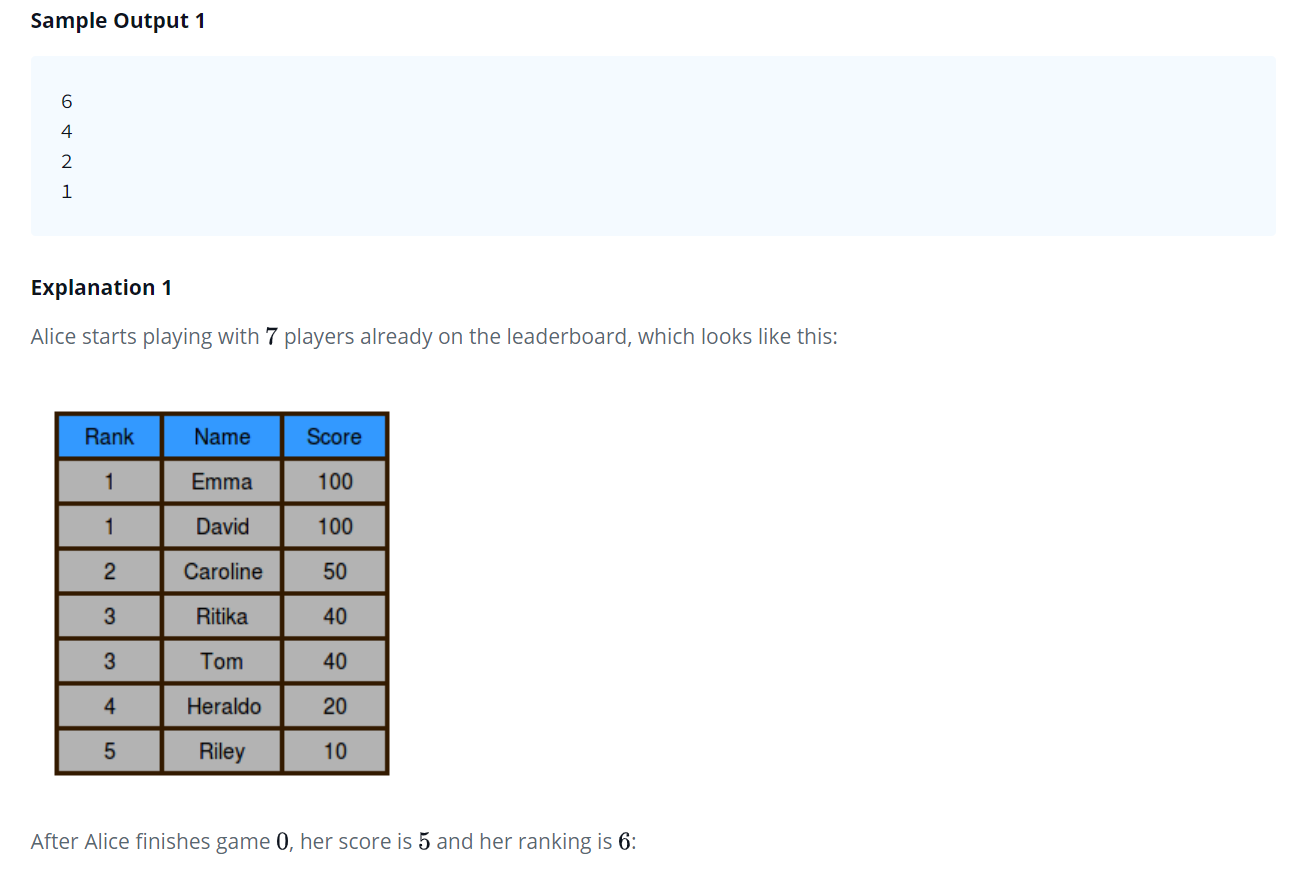 Sample Output 1
6
4
2
1
Explanation 1
Alice starts playing with 7 players already on the leaderboard, which looks like this:
Rank Name Score
1 Emma 100
1 David 100
2 Caroline 50
3 Ritika 40
3 Tom 40
4 Heraldo 20
5 Riley 10
After Alice finishes game 0, her score is 5 and her ranking is 6: